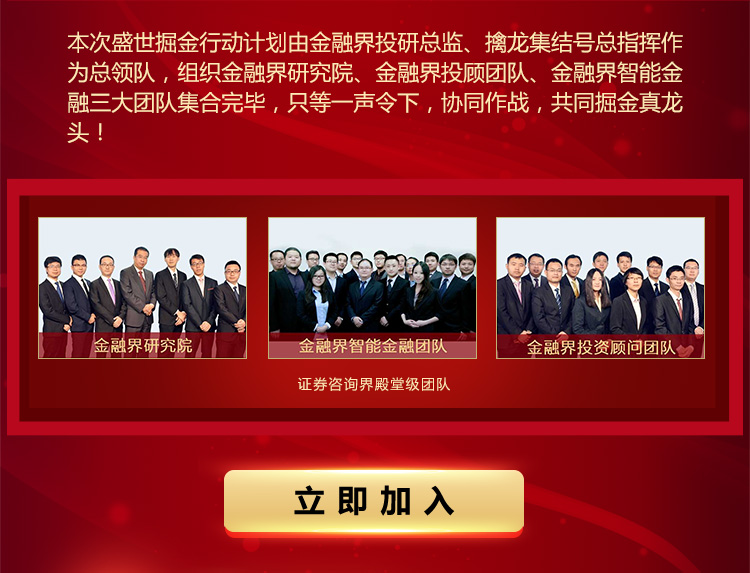 本次盛世掘金行动计划由金融界投研总监、擒龙集结号总指挥作
为总领队，组织金融界研究院、金融界投顾团队、金融界智能金
融三大团队集合完毕，只等一声令下，协同作战，共同掘金真龙
头！
金融界研究院
金融界智能金融团队
金融界投资顾问团队
证券咨询界殿堂级团队
立即加入